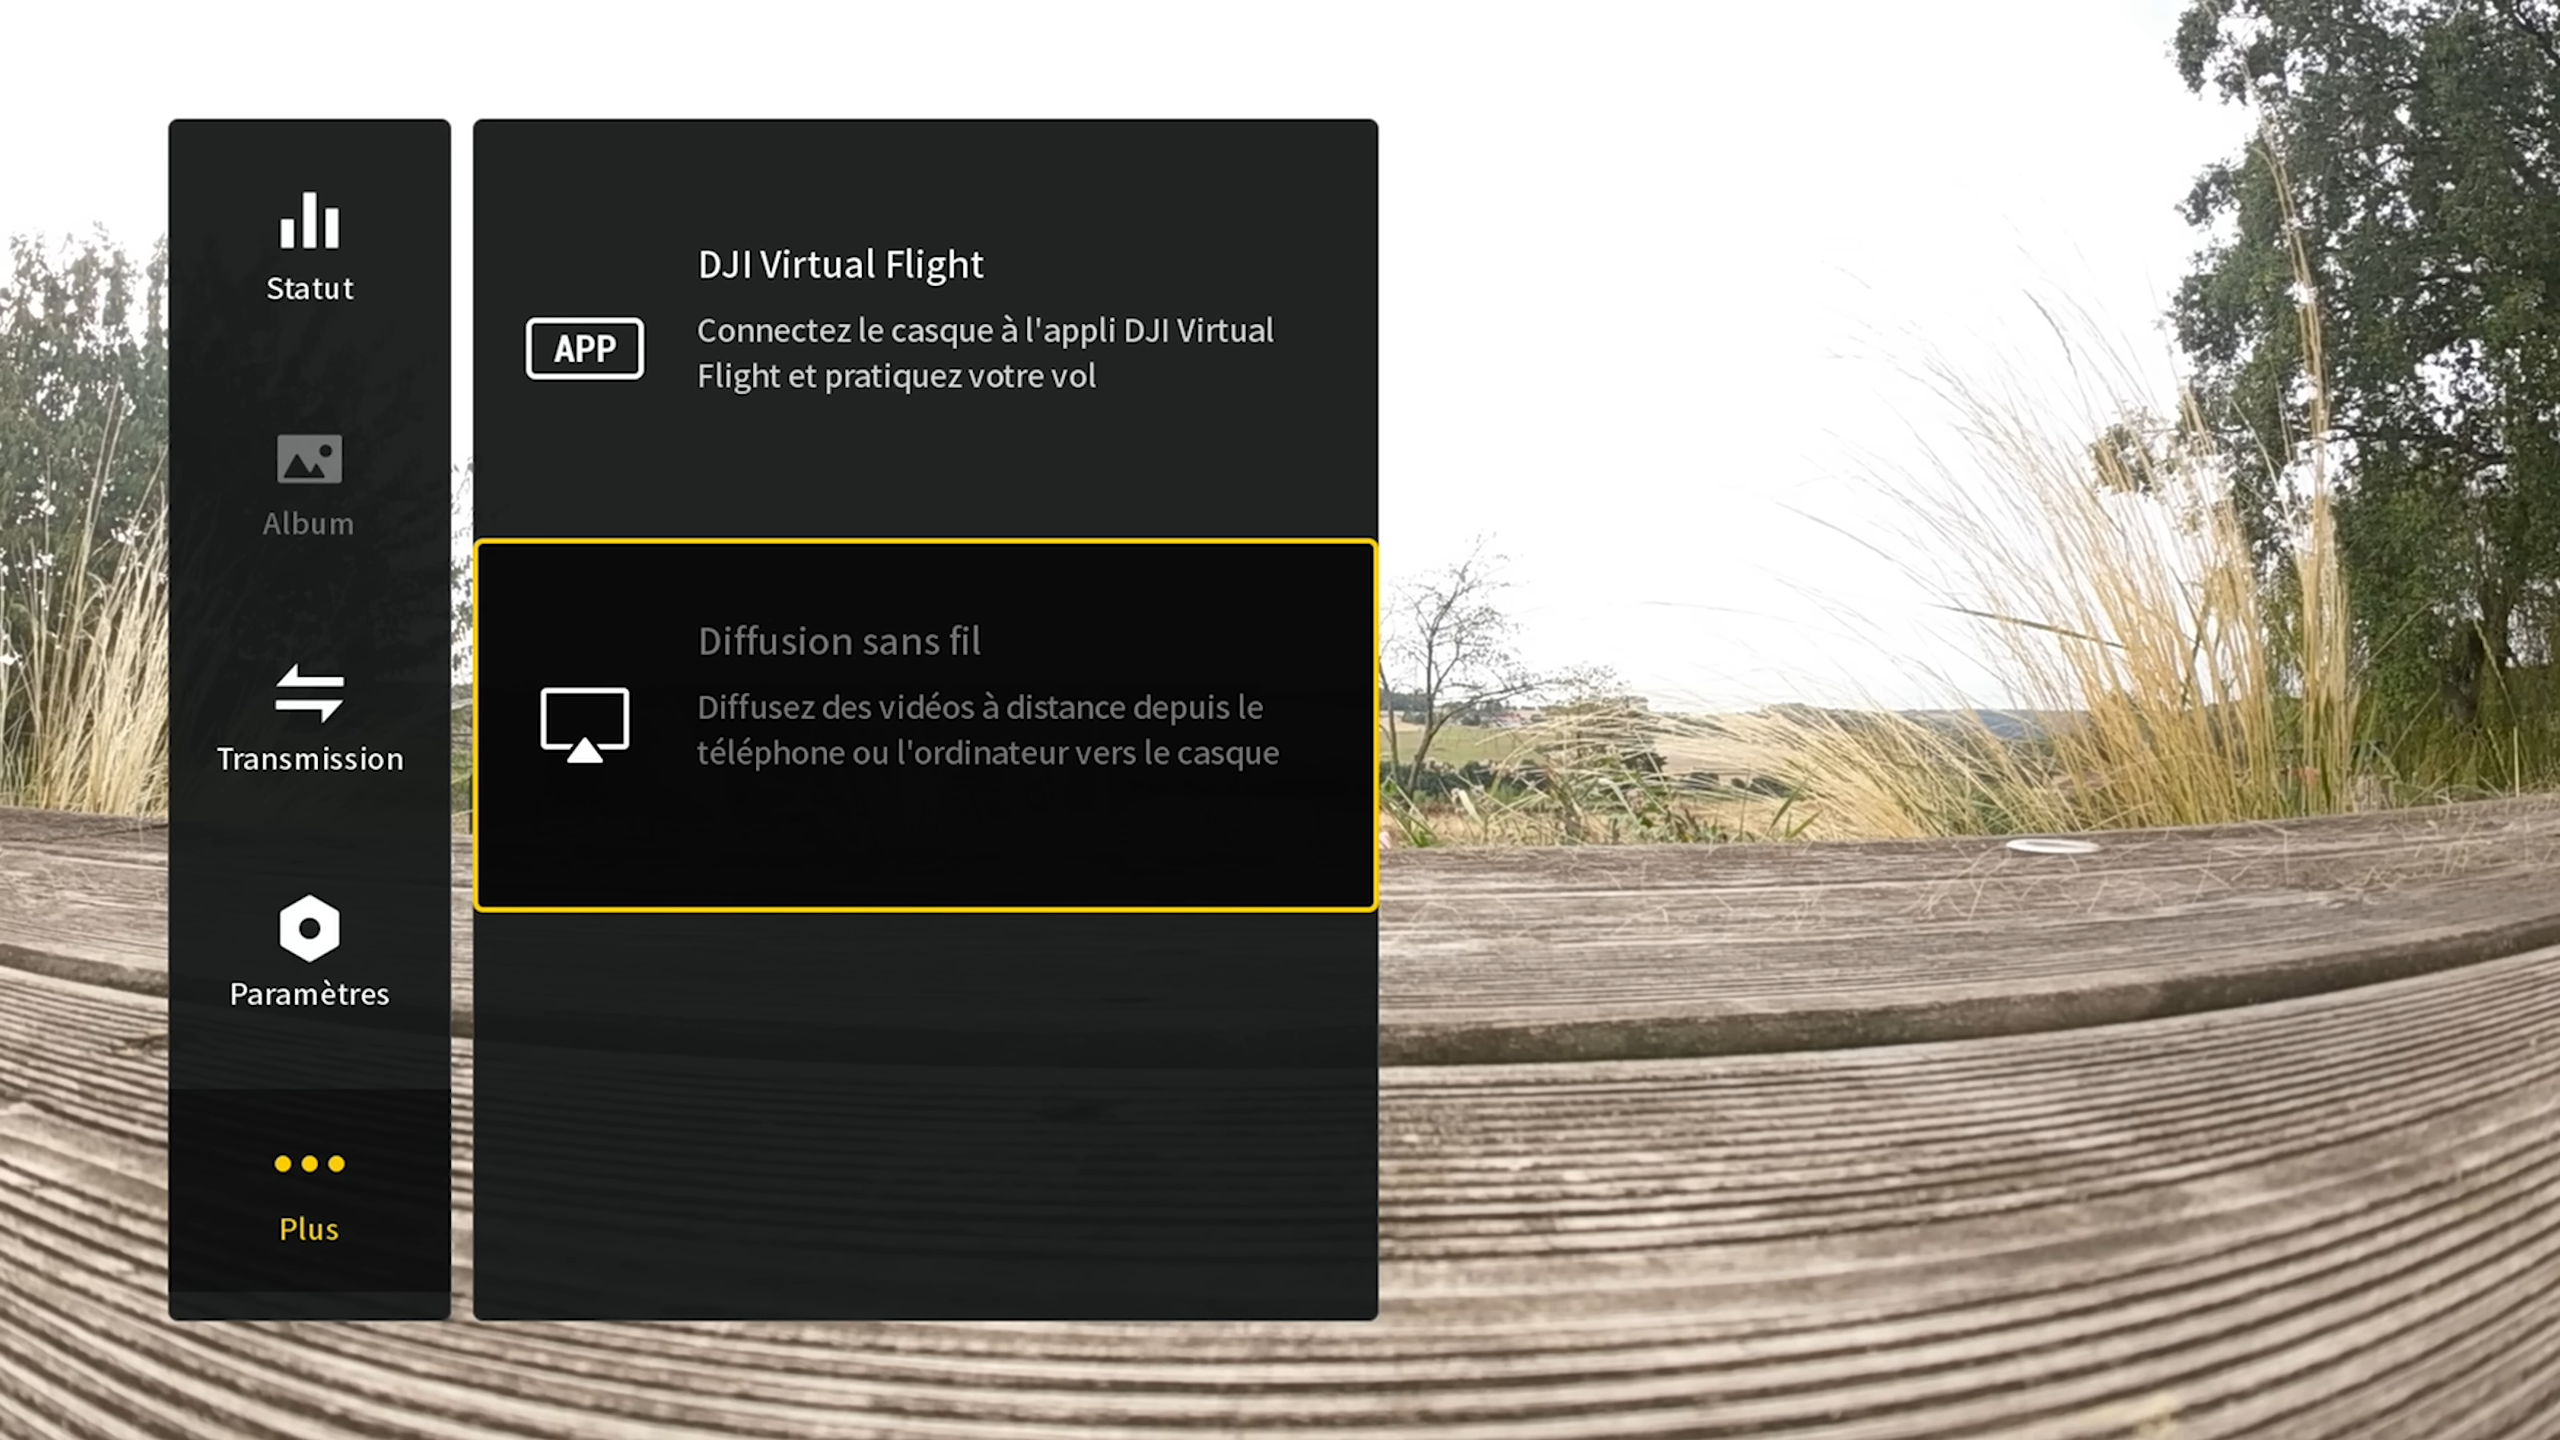 Statut
Album
Transmission
Paramètres
Plus
DJI Virtual Flight
APP
Connectez le casque à l'appli DJI Virtual
Flight et pratiquez votre vol
Diffusion sans fil
Diffusez des vidéos à distance depuis le
téléphone ou l'ordinateur vers le casque